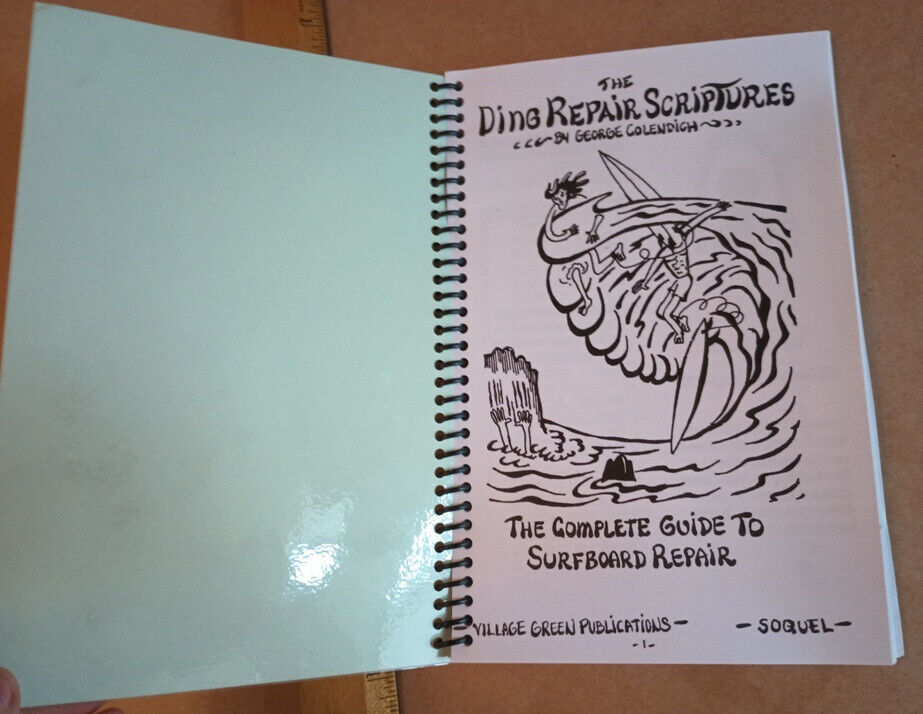 THE
DING REPAIR SCRIPTURES
BY GEORGE COLENDICH
THE COMPLETE GUIDE TO
SURFBOARD REPAIR
VILLAGE GREEN PUBLICATIONS — — SOQUEL —
- 1 -